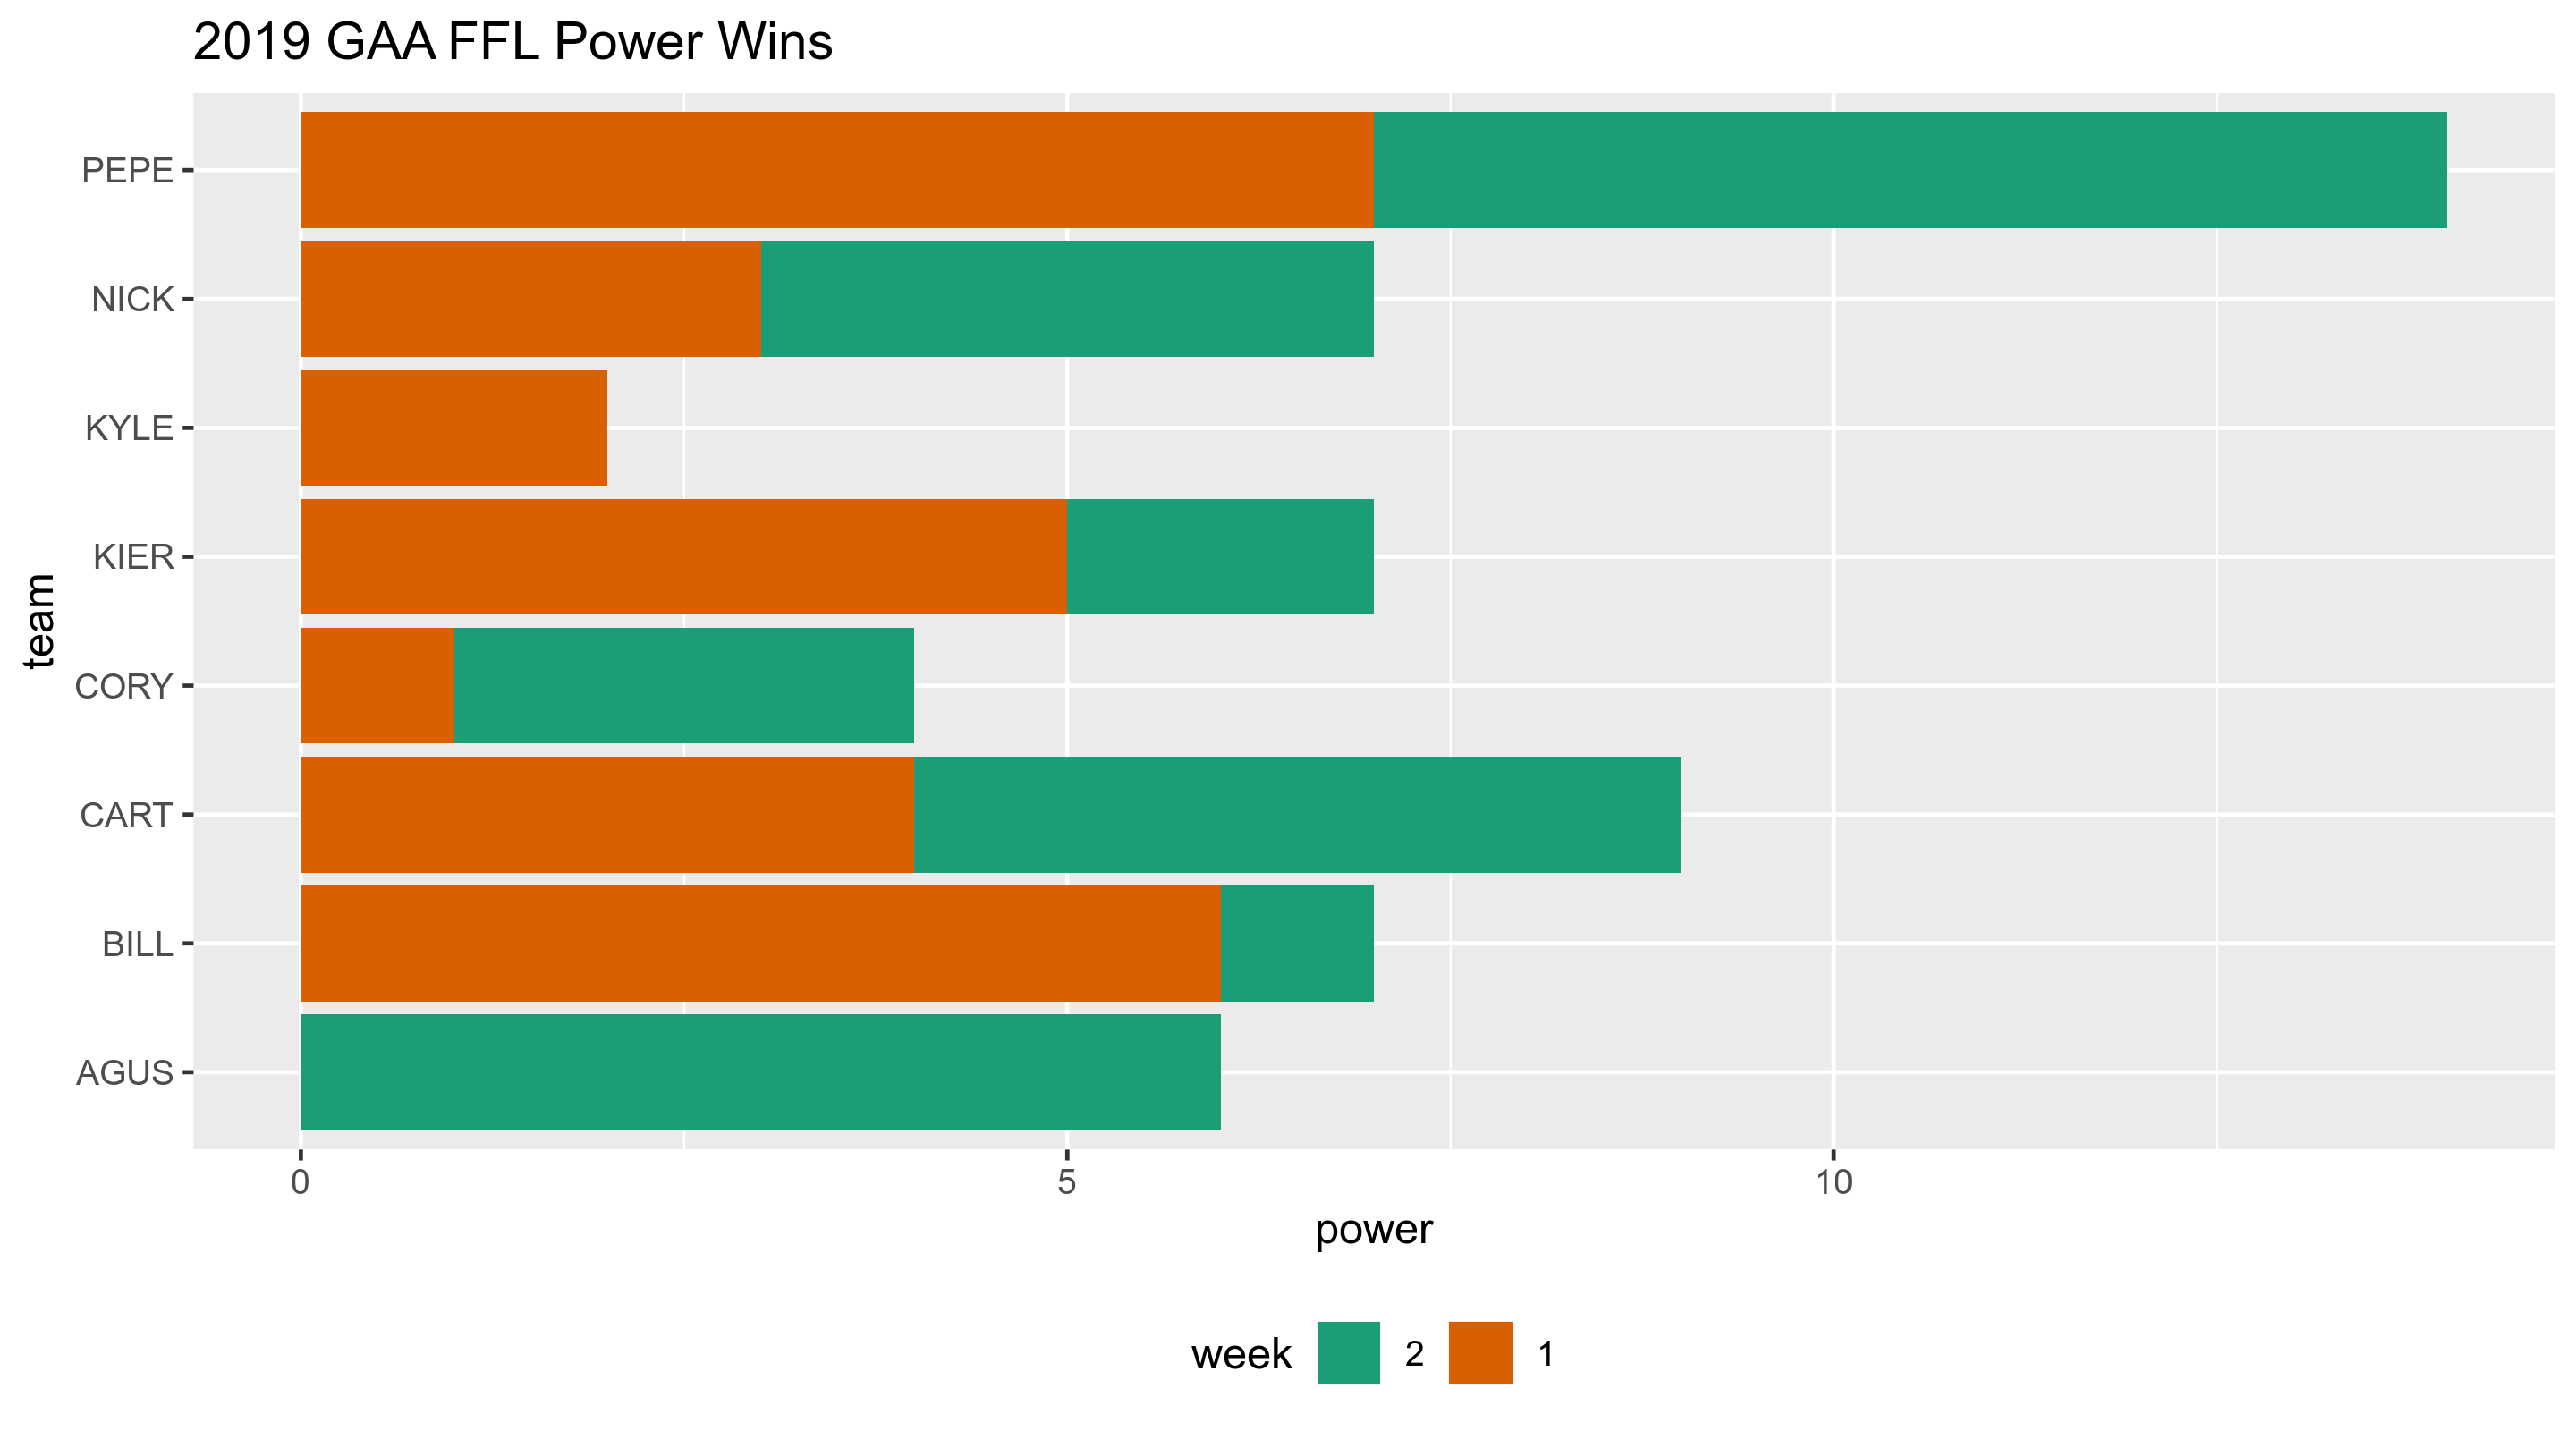 2019 GAA FFL Power Wins
PEPE
NICK
KYLE
KIER
CORY
CART
BILL
AGUS
team
0 5 10
power
week 2 1